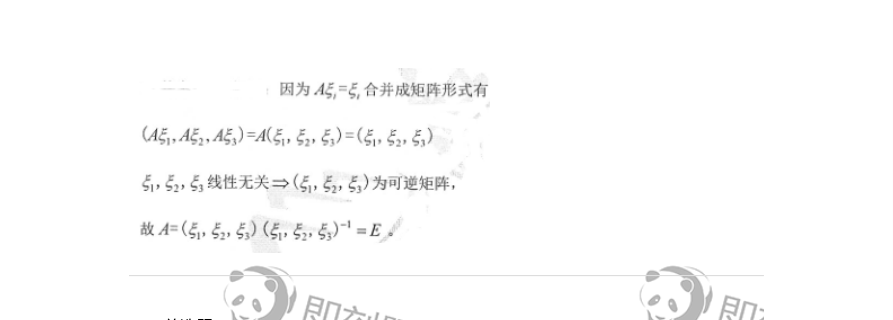 因为 Aξᵢ=ξᵢ 合并成矩阵形式有
(Aξ₁, Aξ₂, Aξ₃)=A(ξ₁, ξ₂, ξ₃)=(ξ₁, ξ₂, ξ₃)
ξ₁, ξ₂, ξ₃ 线性无关⇒(ξ₁, ξ₂, ξ₃)为可逆矩阵，
故 A=(ξ₁, ξ₂, ξ₃) (ξ₁, ξ₂, ξ₃)⁻¹ =E 。